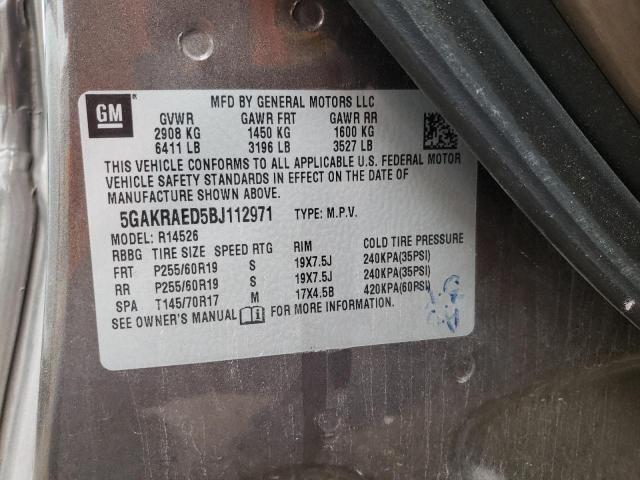 GM
MFD BY GENERAL MOTORS LLC
GVWR GAWR FRT GAWR RR
2908 KG 1450 KG 1600 KG
6411 LB 3196 LB 3527 LB
THIS VEHICLE CONFORMS TO ALL APPLICABLE U.S. FEDERAL MOTOR
VEHICLE SAFETY STANDARDS IN EFFECT ON THE DATE OF
MANUFACTURE SHOWN ABOVE.
5GAKRAED5BJ112971 TYPE: M.P.V.
MODEL: R14526
RBBG TIRE SIZE SPEED RTG RIM COLD TIRE PRESSURE
FRT P255/60R19 S 19X7.5J 240KPA(35PSI)
RR P255/60R19 S 19X7.5J 240KPA(35PSI)
SPA T145/70R17 M 17X4.5B 420KPA(60PSI)
SEE OWNER'S MANUAL FOR MORE INFORMATION.